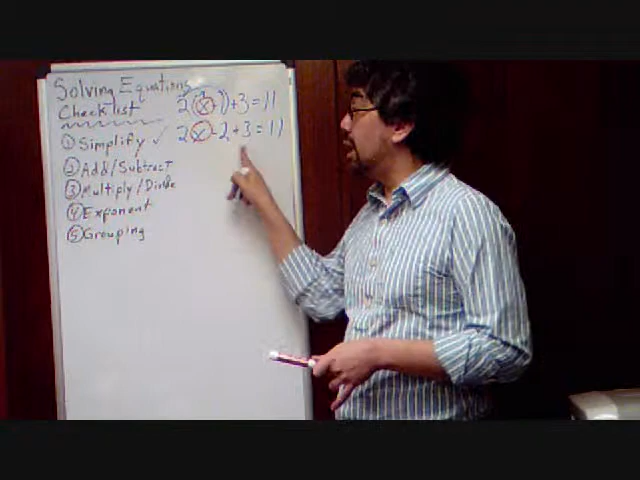 Solving Equations
Checklist
2(x-1)+3=11
2x-2+3=11
① Simplify ✓
② Add/Subtract
③ Multiply/Divide
④ Exponent
⑤ Grouping